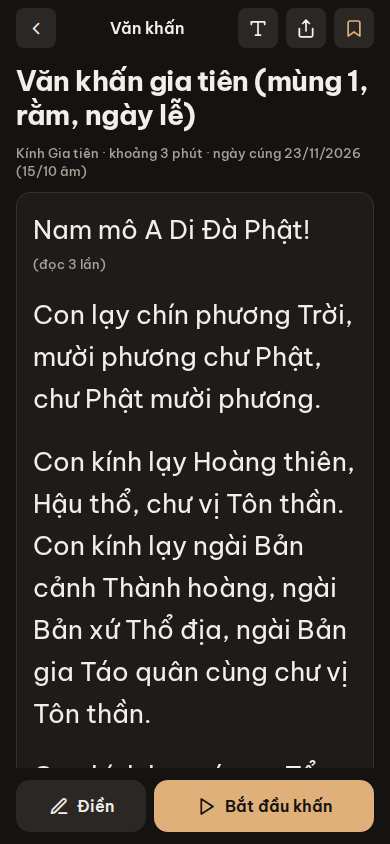 Văn khấn
Văn khấn gia tiên (mùng 1,
rằm, ngày lễ)
Kính Gia tiên · khoảng 3 phút · ngày cúng 23/11/2026
(15/10 âm)
Nam mô A Di Đà Phật!
(đọc 3 lần)
Con lạy chín phương Trời,
mười phương chư Phật,
chư Phật mười phương.
Con kính lạy Hoàng thiên,
Hậu thổ, chư vị Tôn thần.
Con kính lạy ngài Bản
cảnh Thành hoàng, ngài
Bản xứ Thổ địa, ngài Bản
gia Táo quân cùng chư vị
Tôn thần.
Điền
Bắt đầu khấn